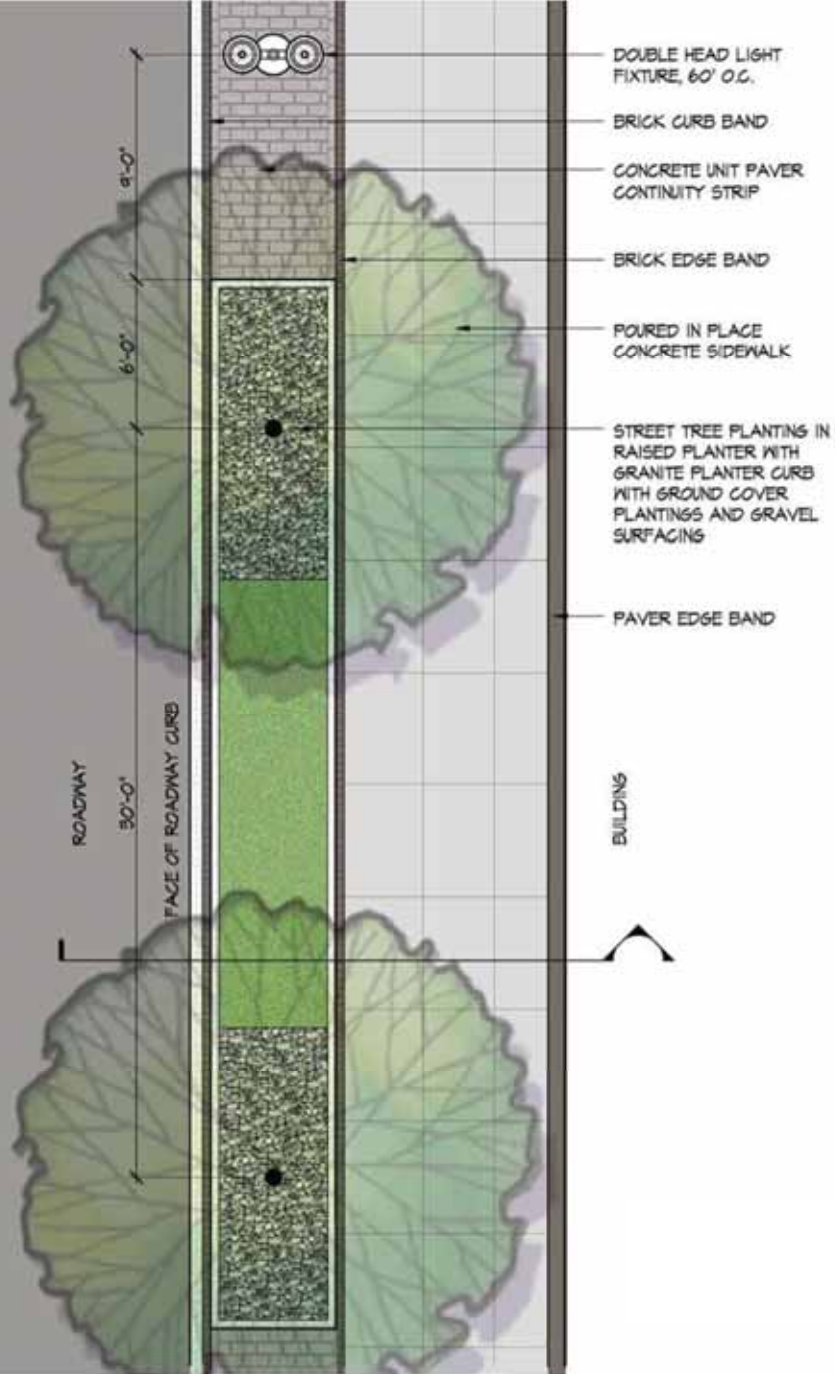 DOUBLE HEAD LIGHT
FIXTURE, 60' O.C.
BRICK CURB BAND
CONCRETE UNIT PAVER
CONTINUITY STRIP
BRICK EDGE BAND
POURED IN PLACE
CONCRETE SIDEWALK
STREET TREE PLANTING IN
RAISED PLANTER WITH
GRANITE PLANTER CURB
WITH GROUND COVER
PLANTINGS AND GRAVEL
SURFACING
PAVER EDGE BAND
9'-0"
6'-0"
30'-0"
ROADWAY
FACE OF ROADWAY CURB
BUILDING